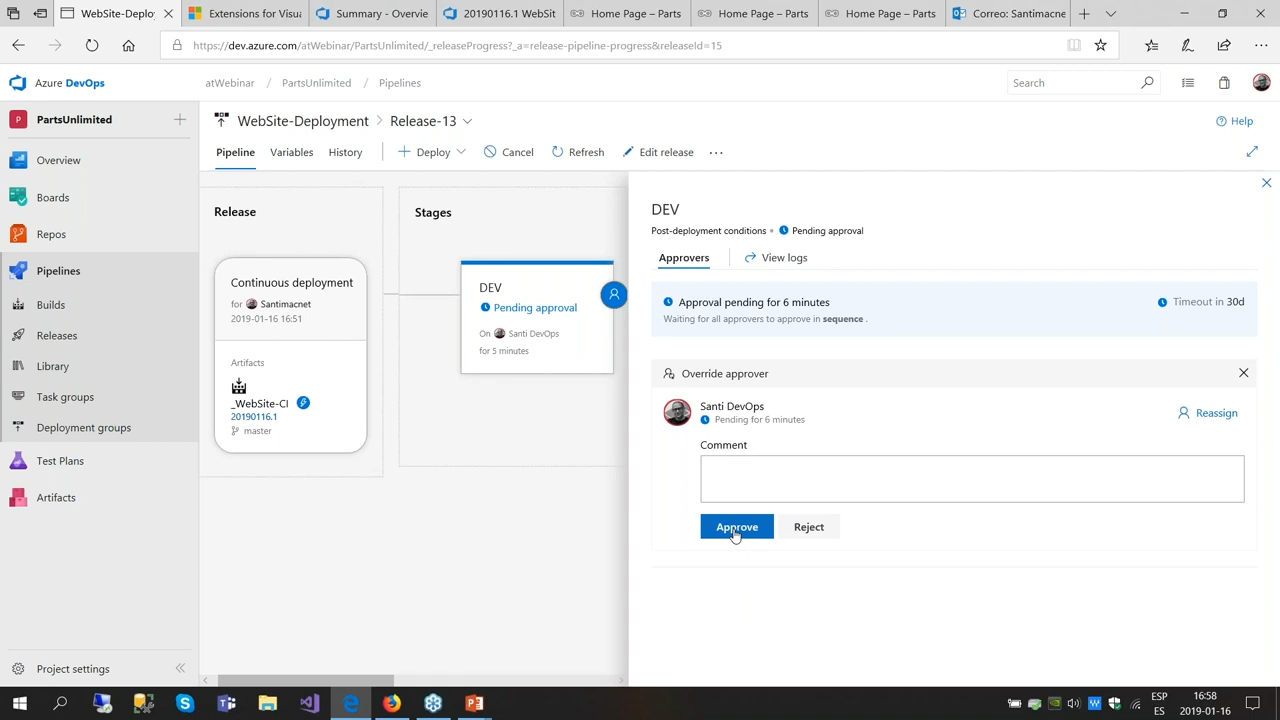 WebSite-Deploy
Extensions for Visu
Summary - Overvie
20190116.1 WebSit
Home Page – Parts
Home Page – Parts
Home Page – Parts
Correo: Santimacne
https://dev.azure.com/atWebinar/PartsUnlimited/_releaseProgress?_a=release-pipeline-progress&releaseId=15
Azure DevOps
atWebinar / PartsUnlimited / Pipelines
Search
P PartsUnlimited
WebSite-Deployment > Release-13
Help
Pipeline Variables History
Deploy Cancel Refresh Edit release ...
Overview
Boards
Repos
Pipelines
Builds
Releases
Library
Task groups
Deployment groups
Test Plans
Artifacts
Project settings
Release
Continuous deployment
for Santimacnet
2019-01-16 16:51
Artifacts
_WebSite-CI
20190116.1
master
Stages
DEV
Pending approval
On Santi DevOps
for 5 minutes
DEV
Post-deployment conditions • Pending approval
Approvers View logs
Approval pending for 6 minutes
Timeout in 30d
Waiting for all approvers to approve in sequence .
Override approver
Santi DevOps
Pending for 6 minutes
Reassign
Comment
Approve Reject
ESP
ES
16:58
2019-01-16